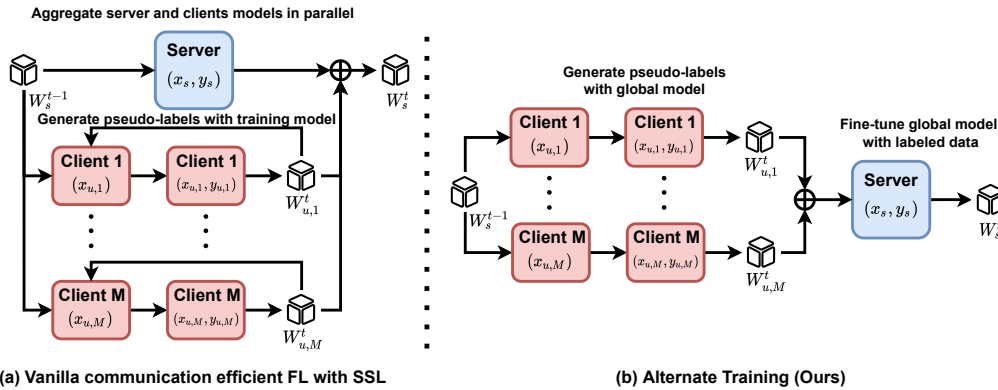 Aggregate server and clients models in parallel
Server
(x_s, y_s)
W_s^{t-1}
W_s^t
Generate pseudo-labels with training model
Client 1
(x_{u,1})
Client 1
(x_{u,1}, y_{u,1})
W_{u,1}^t
Client M
(x_{u,M})
Client M
(x_{u,M}, y_{u,M})
W_{u,M}^t
(a) Vanilla communication efficient FL with SSL
Generate pseudo-labels
with global model
Client 1
(x_{u,1})
Client 1
(x_{u,1}, y_{u,1})
W_{u,1}^t
W_s^{t-1}
Client M
(x_{u,M})
Client M
(x_{u,M}, y_{u,M})
W_{u,M}^t
Fine-tune global model
with labeled data
Server
(x_s, y_s)
W_s^t
(b) Alternate Training (Ours)